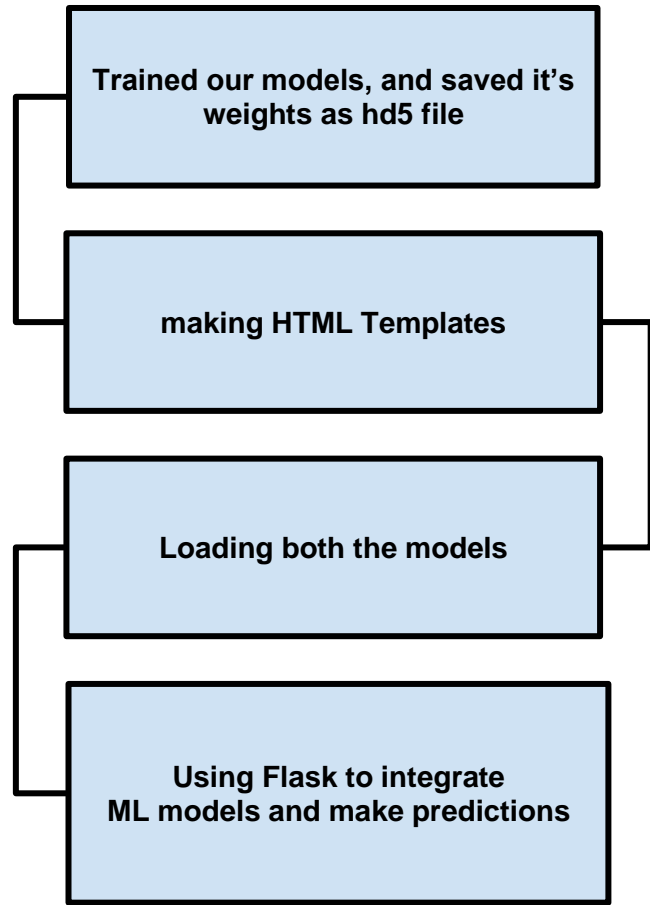 Trained our models, and saved it's
weights as hd5 file
making HTML Templates
Loading both the models
Using Flask to integrate
ML models and make predictions